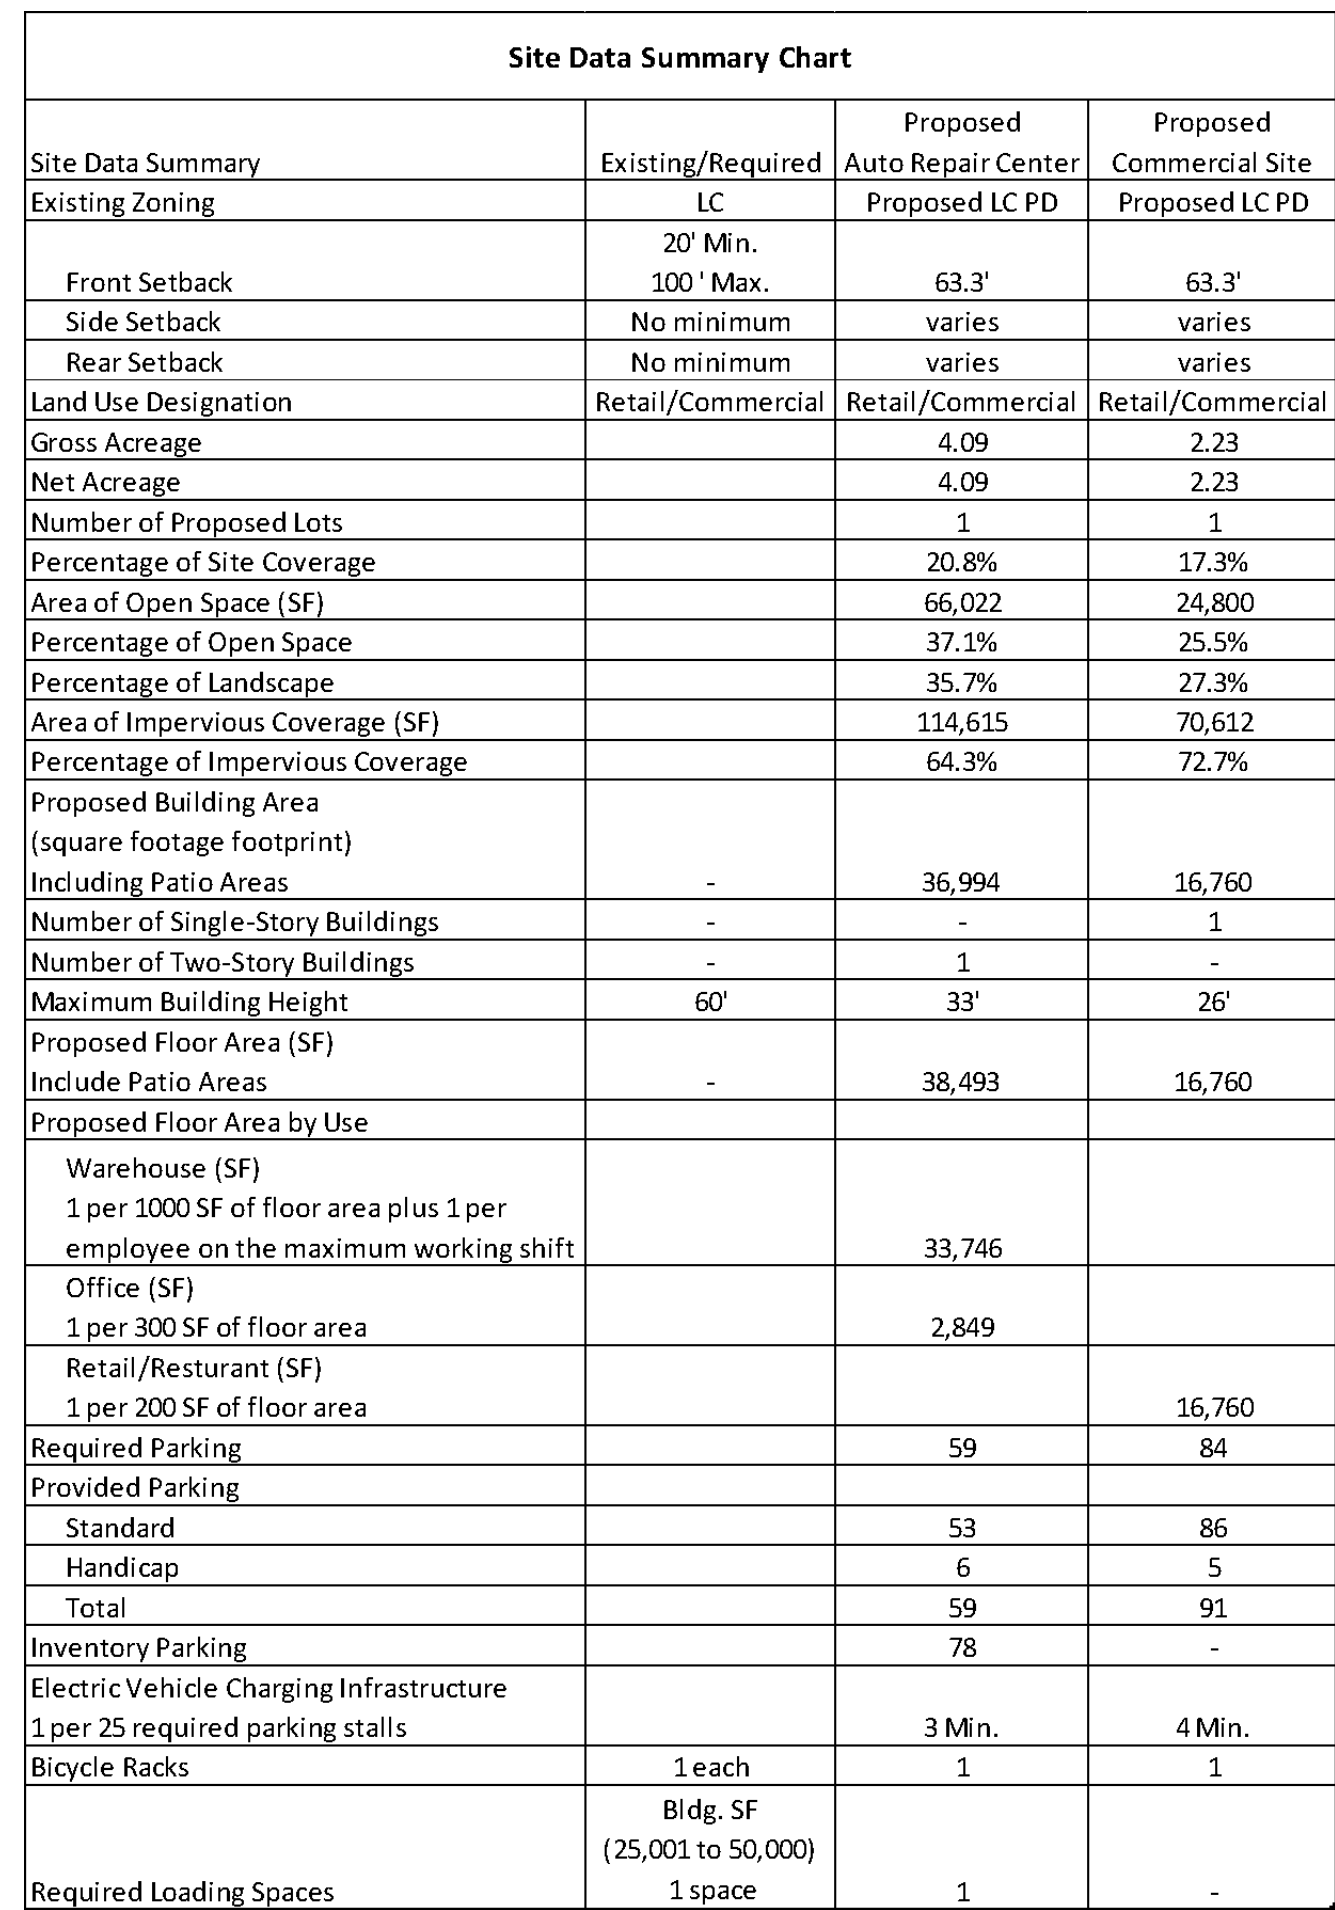 Site Data Summary Chart
Proposed Proposed
Site Data Summary Existing/Required Auto Repair Center Commercial Site
Existing Zoning LC Proposed LC PD Proposed LC PD
20' Min.
Front Setback 100 ' Max. 63.3' 63.3'
Side Setback No minimum varies varies
Rear Setback No minimum varies varies
Land Use Designation Retail/Commercial Retail/Commercial Retail/Commercial
Gross Acreage 4.09 2.23
Net Acreage 4.09 2.23
Number of Proposed Lots 1 1
Percentage of Site Coverage 20.8% 17.3%
Area of Open Space (SF) 66,022 24,800
Percentage of Open Space 37.1% 25.5%
Percentage of Landscape 35.7% 27.3%
Area of Impervious Coverage (SF) 114,615 70,612
Percentage of Impervious Coverage 64.3% 72.7%
Proposed Building Area
(square footage footprint)
Including Patio Areas - 36,994 16,760
Number of Single-Story Buildings - - 1
Number of Two-Story Buildings - 1 -
Maximum Building Height 60' 33' 26'
Proposed Floor Area (SF)
Include Patio Areas - 38,493 16,760
Proposed Floor Area by Use
Warehouse (SF)
1 per 1000 SF of floor area plus 1 per
employee on the maximum working shift 33,746
Office (SF)
1 per 300 SF of floor area 2,849
Retail/Resturant (SF)
1 per 200 SF of floor area 16,760
Required Parking 59 84
Provided Parking
Standard 53 86
Handicap 6 5
Total 59 91
Inventory Parking 78 -
Electric Vehicle Charging Infrastructure
1 per 25 required parking stalls 3 Min. 4 Min.
Bicycle Racks 1 each 1 1
Bldg. SF
(25,001 to 50,000)
Required Loading Spaces 1 space 1 -